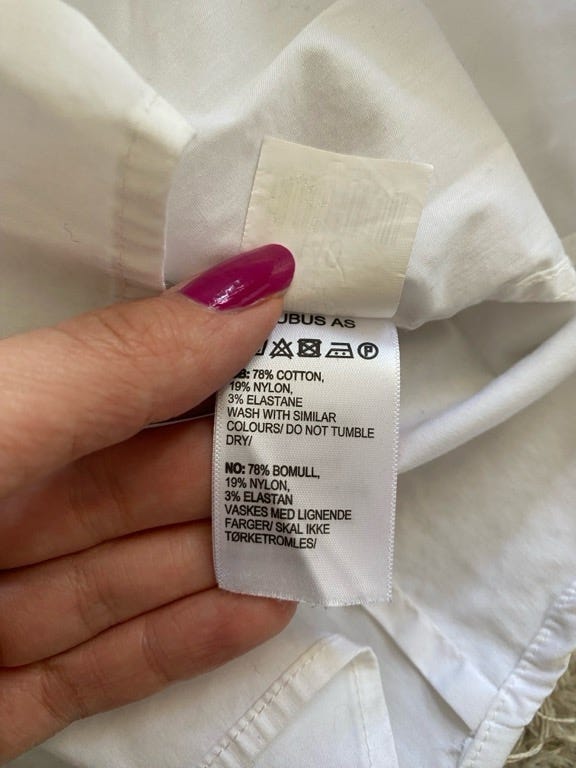 AS
78% COTTON,
19% NYLON,
3% ELASTANE
WASH WITH SIMILAR
COLOURS/ DO NOT TUMBLE
DRY/
NO: 78% BOMULL,
19% NYLON,
3% ELASTAN
VASKES MED LIGNENDE
FARGER/ SKAL IKKE
TØRKETROMLES/